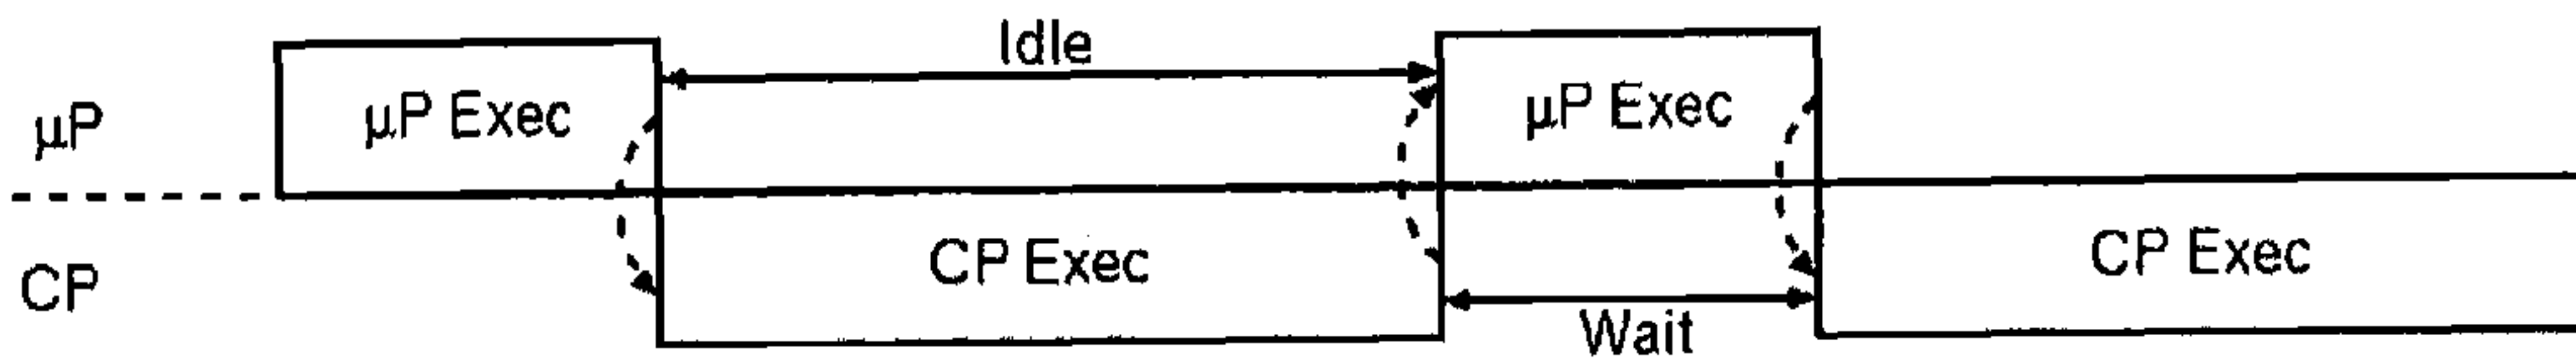 Idle
μP
μP Exec
μP Exec
CP
CP Exec
CP Exec
Wait